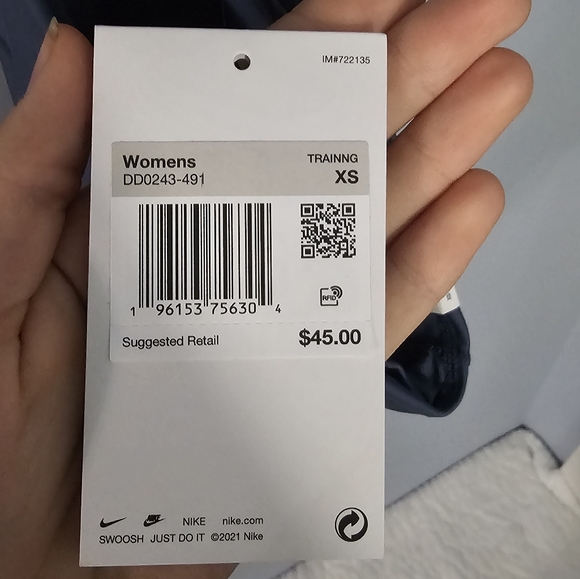 IM#722135
Womens TRAINNG
DD0243-491 XS
RFID
1 96153 75630 4
Suggested Retail $45.00
NIKE nike.com
SWOOSH JUST DO IT ©2021 Nike